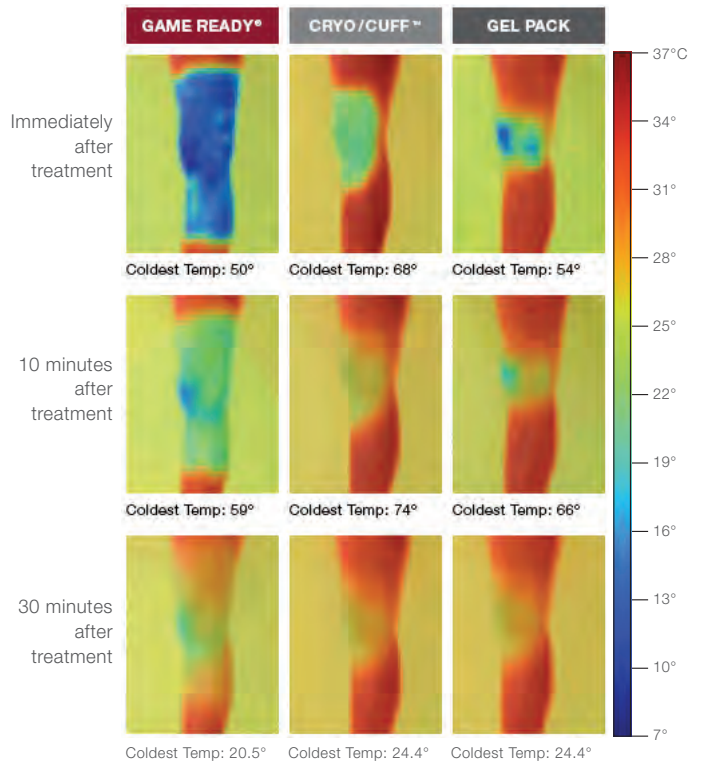 GAME READY® CRYO/CUFF™ GEL PACK
37°C
Immediately
after
treatment
34°
31°
28°
Coldest Temp: 50° Coldest Temp: 68° Coldest Temp: 54°
25°
10 minutes
after
treatment
22°
19°
Coldest Temp: 59° Coldest Temp: 74° Coldest Temp: 66°
16°
13°
30 minutes
after
treatment
10°
7°
Coldest Temp: 20.5° Coldest Temp: 24.4° Coldest Temp: 24.4°